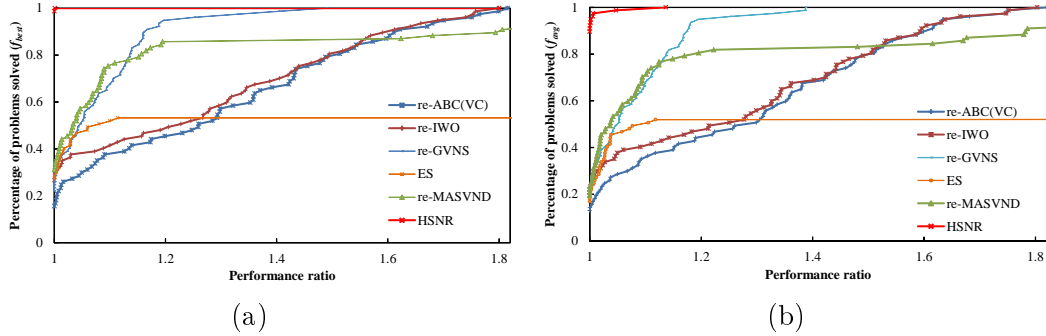 Percentage of problems solved (f_best)
1
0.8
0.6
0.4
0.2
0
1
1.2
1.4
1.6
1.8
Performance ratio
re-ABC(VC)
re-IWO
re-GVNS
ES
re-MASVND
HSNR
(a)
Percentage of problems solved (f_avg)
1
0.8
0.6
0.4
0.2
0
1
1.2
1.4
1.6
1.8
Performance ratio
re-ABC(VC)
re-IWO
re-GVNS
ES
re-MASVND
HSNR
(b)